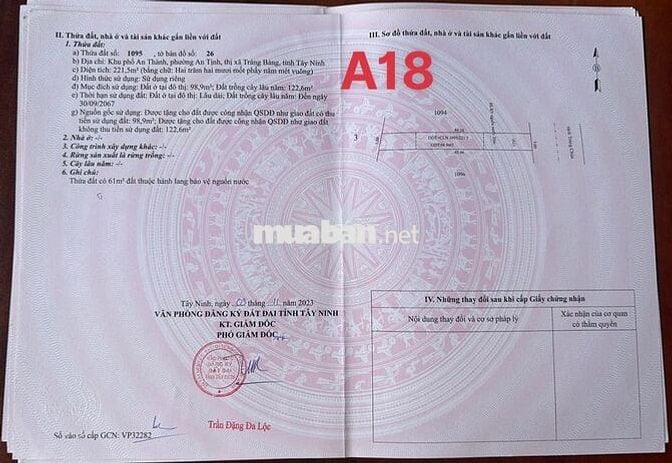 II. Thửa đất, nhà ở và tài sản khác gắn liền với đất
1. Thửa đất:
a) Thửa đất số: 1095 , tờ bản đồ số: 26
b) Địa chỉ: Khu phố An Thành, phường An Tịnh, thị xã Trảng Bàng, tỉnh Tây Ninh
c) Diện tích: 221,5m² (bằng chữ: Hai trăm hai mươi mốt phẩy năm mét vuông)
d) Hình thức sử dụng: Sử dụng riêng
đ) Mục đích sử dụng: Đất ở tại đô thị: 98,9m²; Đất trồng cây lâu năm: 122,6m²
e) Thời hạn sử dụng đất: Đất ở tại đô thị: Lâu dài; Đất trồng cây lâu năm: Đến ngày
30/09/2067
g) Nguồn gốc sử dụng: Được tặng cho đất được công nhận QSDĐ như giao đất có thu
tiền sử dụng đất: 98,9m²; Được tặng cho đất được công nhận QSDĐ như giao đất
không thu tiền sử dụng đất: 122,6m²
2. Nhà ở: -/-
3. Công trình xây dựng khác: -/-
4. Rừng sản xuất là rừng trồng: -/-
5. Cây lâu năm: -/-
6. Ghi chú:
Thửa đất có 61m² đất thuộc hành lang bảo vệ nguồn nước
Tây Ninh, ngày 03 tháng 11 năm 2023
VĂN PHÒNG ĐĂNG KÝ ĐẤT ĐAI TỈNH TÂY NINH
KT. GIÁM ĐỐC
PHÓ GIÁM ĐỐC
Trần Đặng Đa Lộc
Số vào sổ cấp GCN: VP32282
III. Sơ đồ thửa đất, nhà ở và tài sản khác gắn liền với đất
A18
1094
3
1096
muaban.net
IV. Những thay đổi sau khi cấp Giấy chứng nhận
Nội dung thay đổi và cơ sở pháp lý
Xác nhận của cơ quan
có thẩm quyền